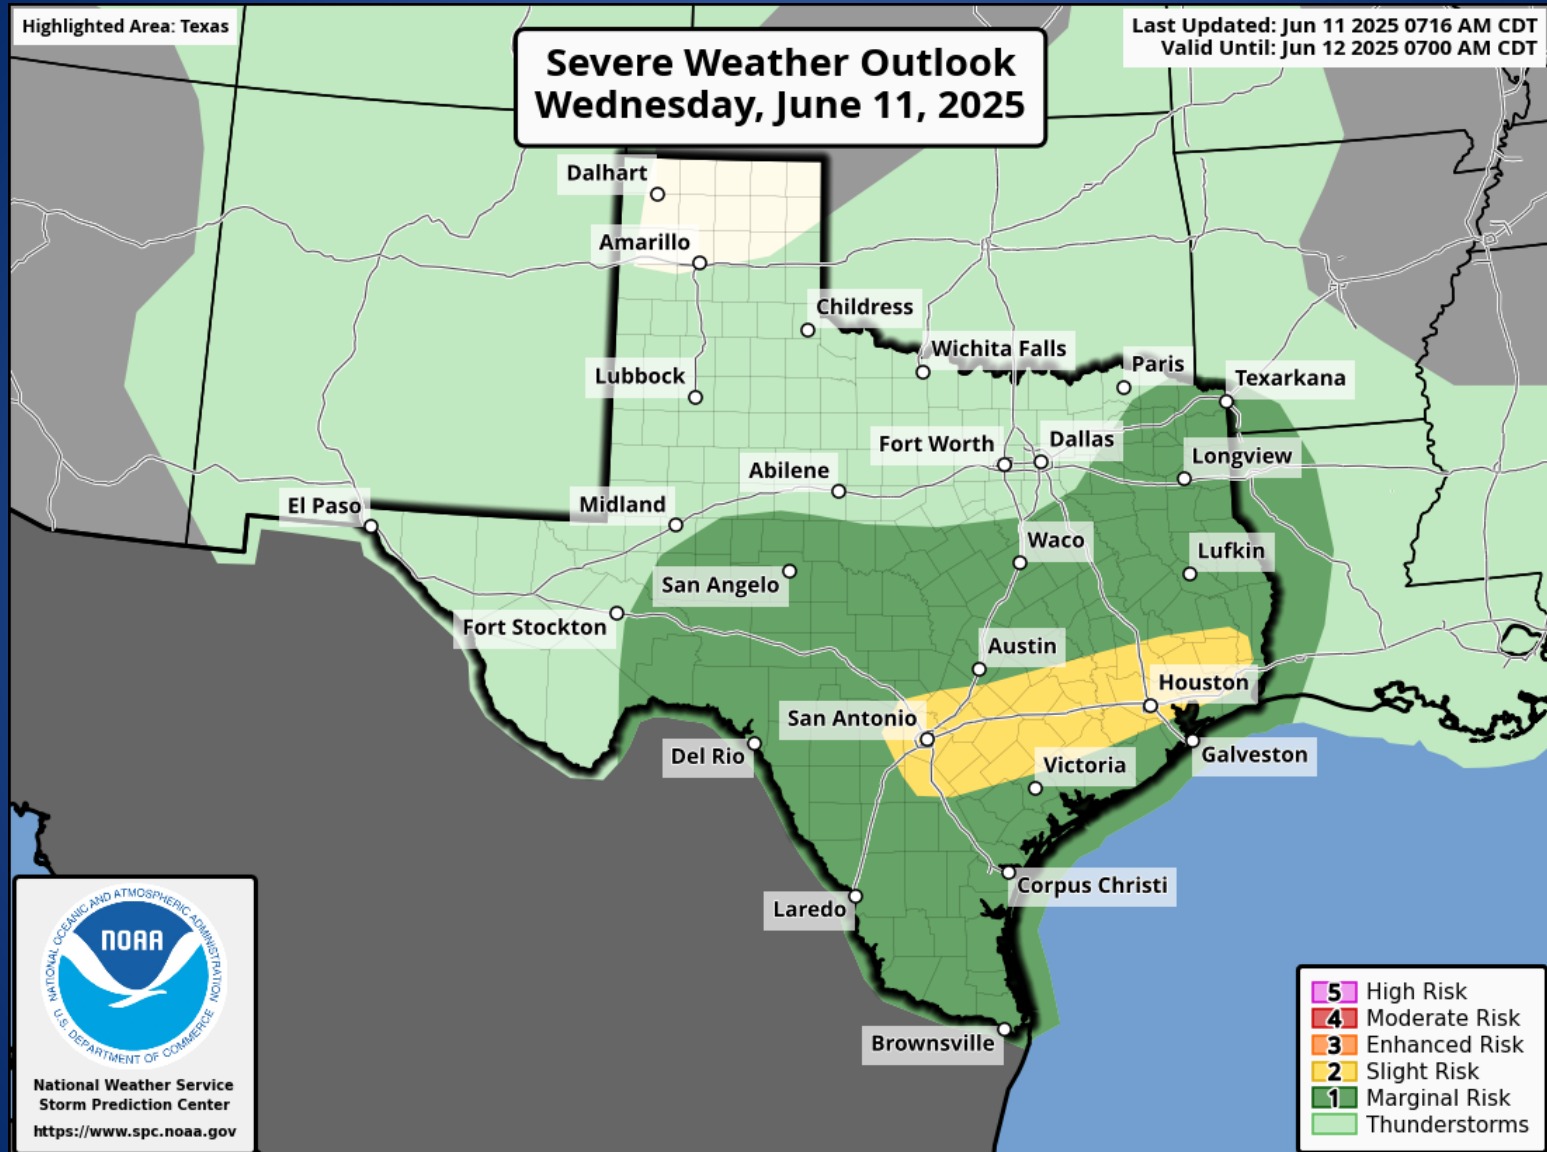 Highlighted Area: Texas
Last Updated: Jun 11 2025 0716 AM CDT
Valid Until: Jun 12 2025 0700 AM CDT
Severe Weather Outlook
Wednesday, June 11, 2025
Dalhart
Amarillo
Childress
Wichita Falls
Paris
Texarkana
Lubbock
Fort Worth
Dallas
Longview
Abilene
Midland
El Paso
Waco
Lufkin
San Angelo
Fort Stockton
Austin
Houston
San Antonio
Del Rio
Galveston
Victoria
Corpus Christi
Laredo
Brownsville
NATIONAL OCEANIC AND ATMOSPHERIC ADMINISTRATION
NOAA
U.S. DEPARTMENT OF COMMERCE
National Weather Service
Storm Prediction Center
https://www.spc.noaa.gov
5 High Risk
4 Moderate Risk
3 Enhanced Risk
2 Slight Risk
1 Marginal Risk
Thunderstorms